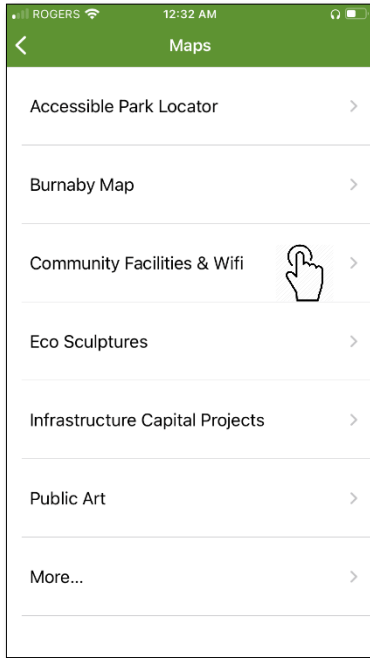 ROGERS 12:32 AM
Maps
Accessible Park Locator
Burnaby Map
Community Facilities & Wifi
Eco Sculptures
Infrastructure Capital Projects
Public Art
More...